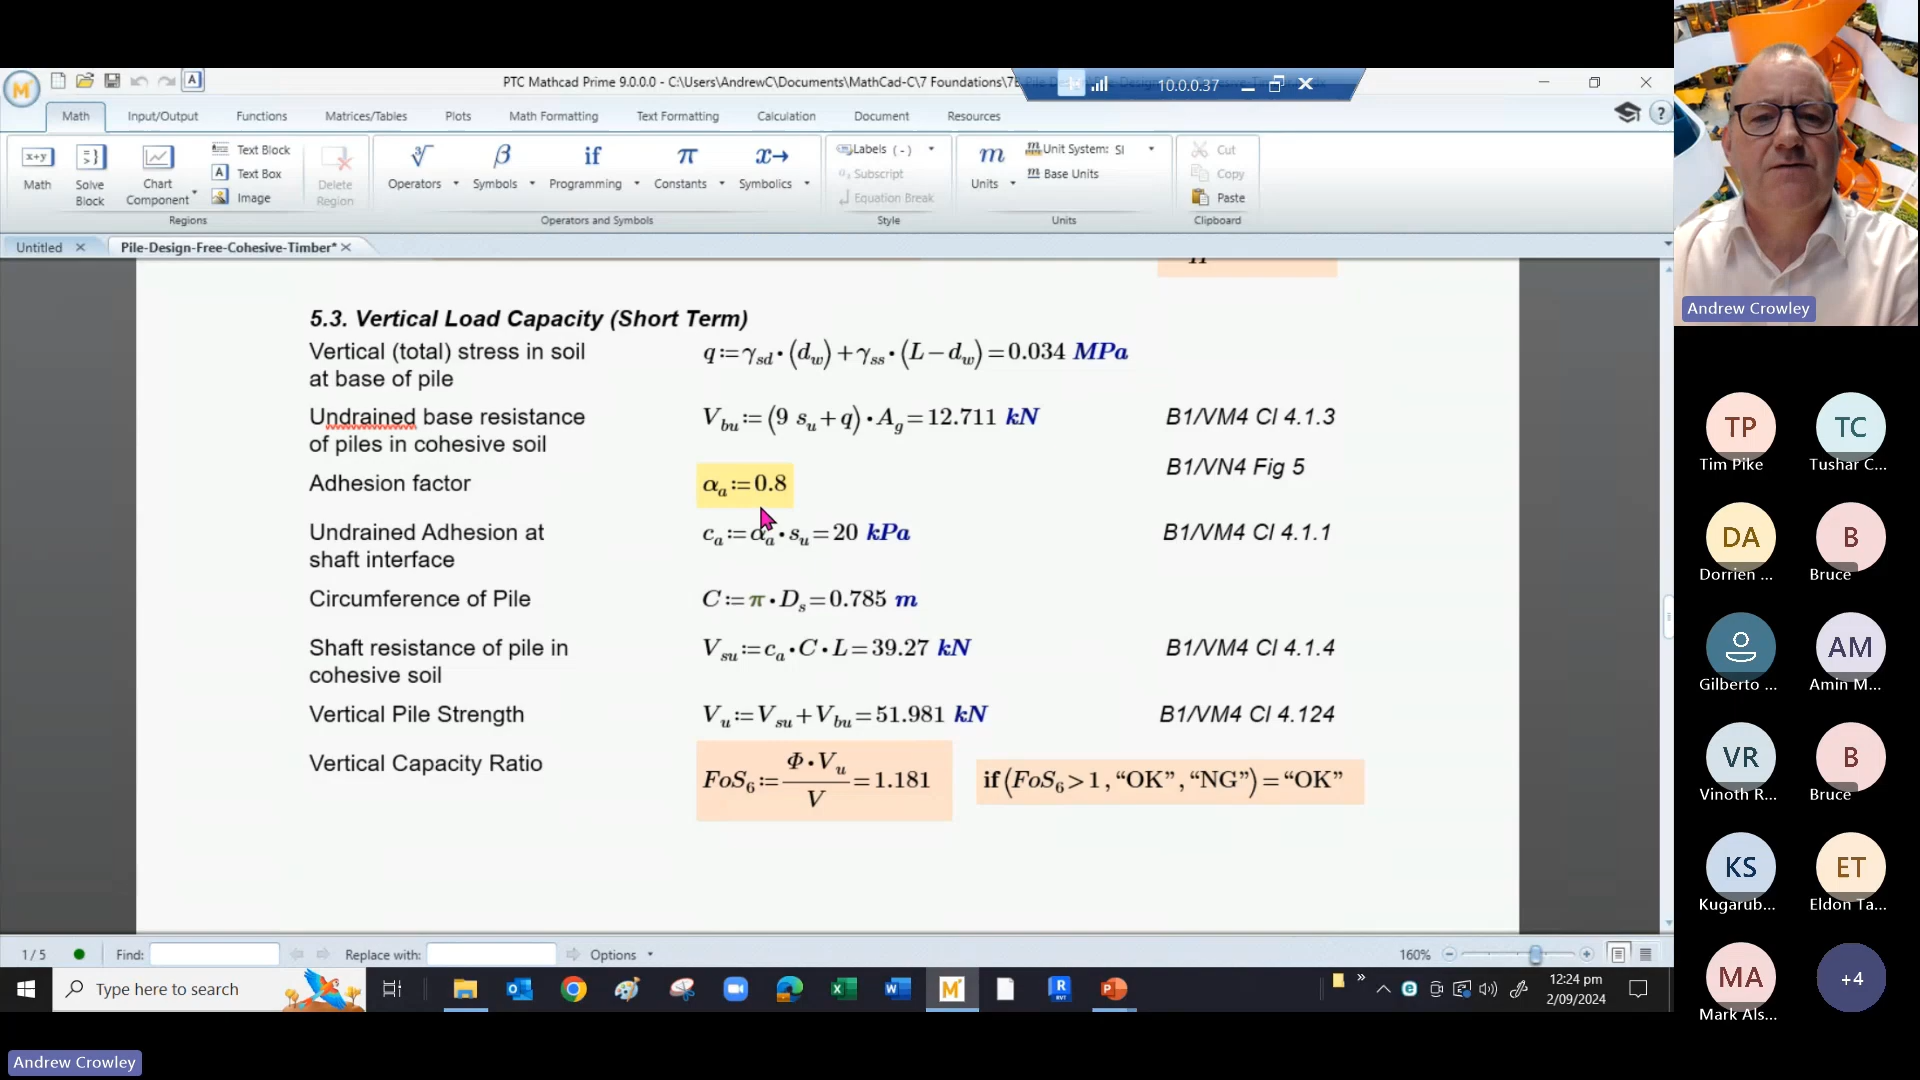 PTC Mathcad Prime 9.0.0.0 - C:\Users\AndrewC\Documents\MathCad-C\7 Foundations\7
10.0.0.37
Math
Input/Output
Functions
Matrices/Tables
Plots
Math Formatting
Text Formatting
Calculation
Document
Resources
Math
Solve Block
Chart Component
Text Block
Text Box
Image
Delete Region
Regions
Operators
Symbols
Programming
Constants
Symbolics
Operators and Symbols
Labels ( - )
Subscript
Equation Break
Style
Units
Unit System: SI
Base Units
Units
Cut
Copy
Paste
Clipboard
Untitled
Pile-Design-Free-Cohesive-Timber*
5.3. Vertical Load Capacity (Short Term)
Vertical (total) stress in soil q:=γsd·(dw)+γss·(L−dw)=0.034 MPa
at base of pile
Undrained base resistance Vbu:=(9 su+q)·Ag=12.711 kN B1/VM4 Cl 4.1.3
of piles in cohesive soil
B1/VN4 Fig 5
Adhesion factor αa:=0.8
Undrained Adhesion at ca:=αa·su=20 kPa B1/VM4 Cl 4.1.1
shaft interface
Circumference of Pile C:=π·Ds=0.785 m
Shaft resistance of pile in Vsu:=ca·C·L=39.27 kN B1/VM4 Cl 4.1.4
cohesive soil
Vertical Pile Strength Vu:=Vsu+Vbu=51.981 kN B1/VM4 Cl 4.124
Vertical Capacity Ratio FoS6:=Φ·Vu/V=1.181 if(FoS6>1,“OK”,“NG”)=“OK”
1 / 5
Find:
Replace with:
Options
160%
Type here to search
12:24 pm
2/09/2024
Andrew Crowley
Andrew Crowley
TP
Tim Pike
TC
Tushar C...
DA
Dorrien ...
B
Bruce
Gilberto ...
AM
Amin M...
VR
Vinoth R...
B
Bruce
KS
Kugarub...
ET
Eldon Ta...
MA
Mark Als...
+4